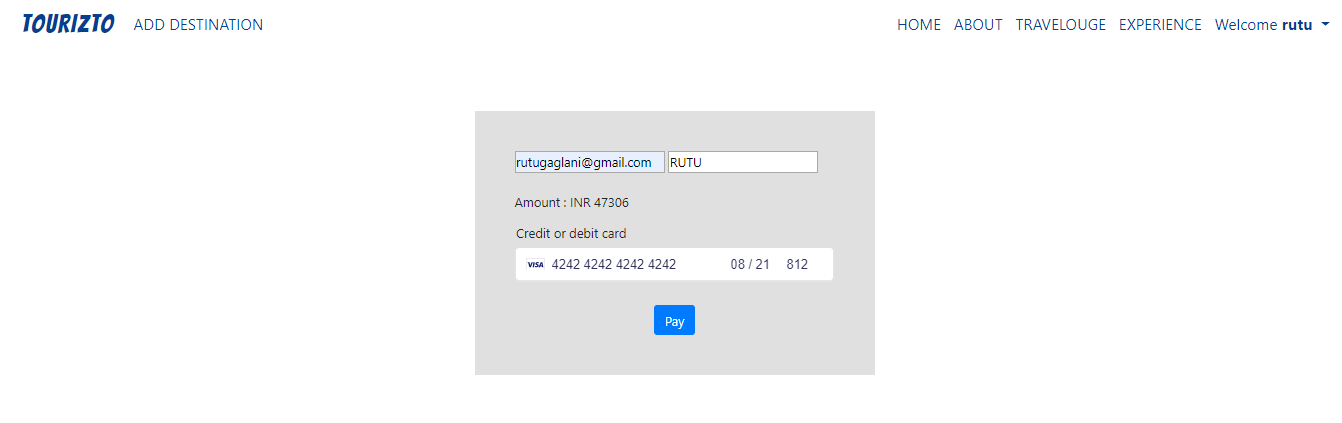 TOURIZTO ADD DESTINATION HOME ABOUT TRAVELOUGE EXPERIENCE Welcome rutu
rutugaglani@gmail.com RUTU
Amount : INR 47306
Credit or debit card
VISA 4242 4242 4242 4242 08 / 21 812
Pay